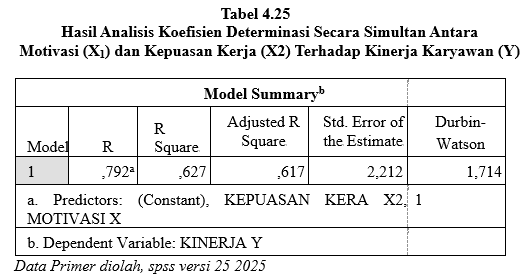 Tabel 4.25
Hasil Analisis Koefisien Determinasi Secara Simultan Antara
Motivasi (X1) dan Kepuasan Kerja (X2) Terhadap Kinerja Karyawan (Y)
Model Summaryb
Model R R Square Adjusted R Square Std. Error of the Estimate Durbin-Watson
1 ,792a ,627 ,617 2,212 1,714
a. Predictors: (Constant), KEPUASAN KERA X2, 1
MOTIVASI X
b. Dependent Variable: KINERJA Y
Data Primer diolah, spss versi 25 2025